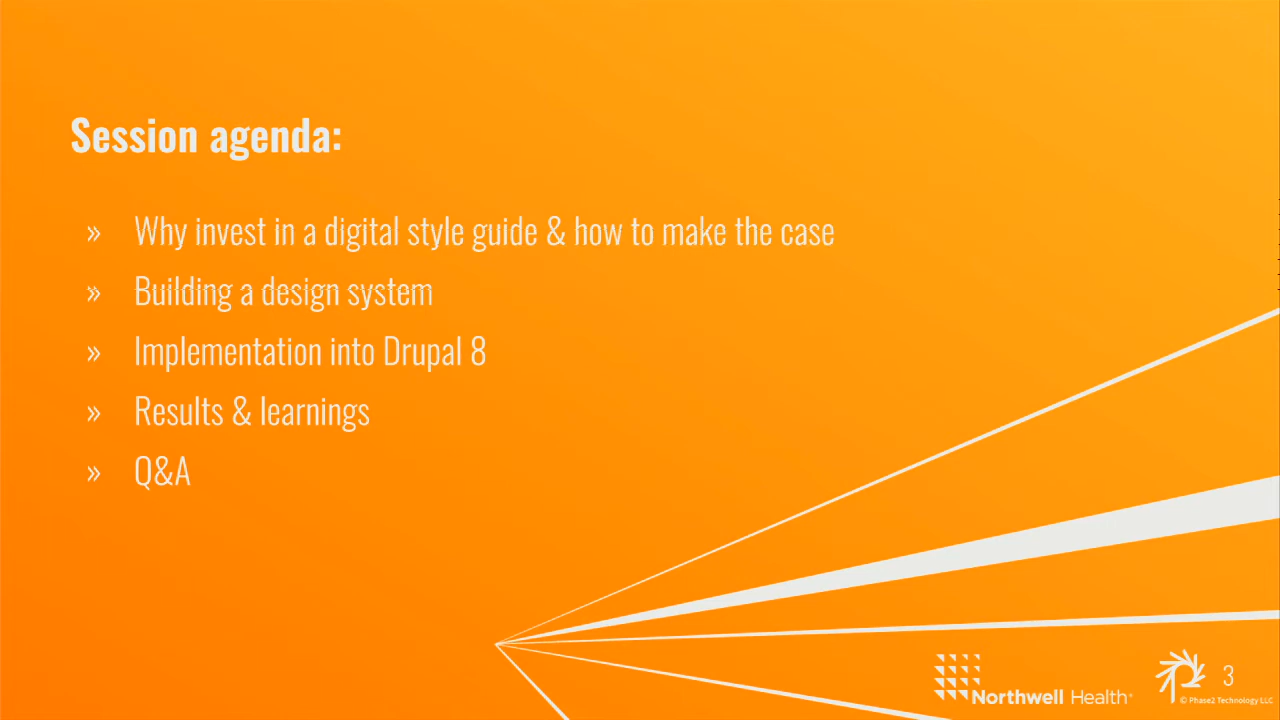 Session agenda:
» Why invest in a digital style guide & how to make the case
» Building a design system
» Implementation into Drupal 8
» Results & learnings
» Q&A
Northwell Health®
3
© Phase2 Technology LLC